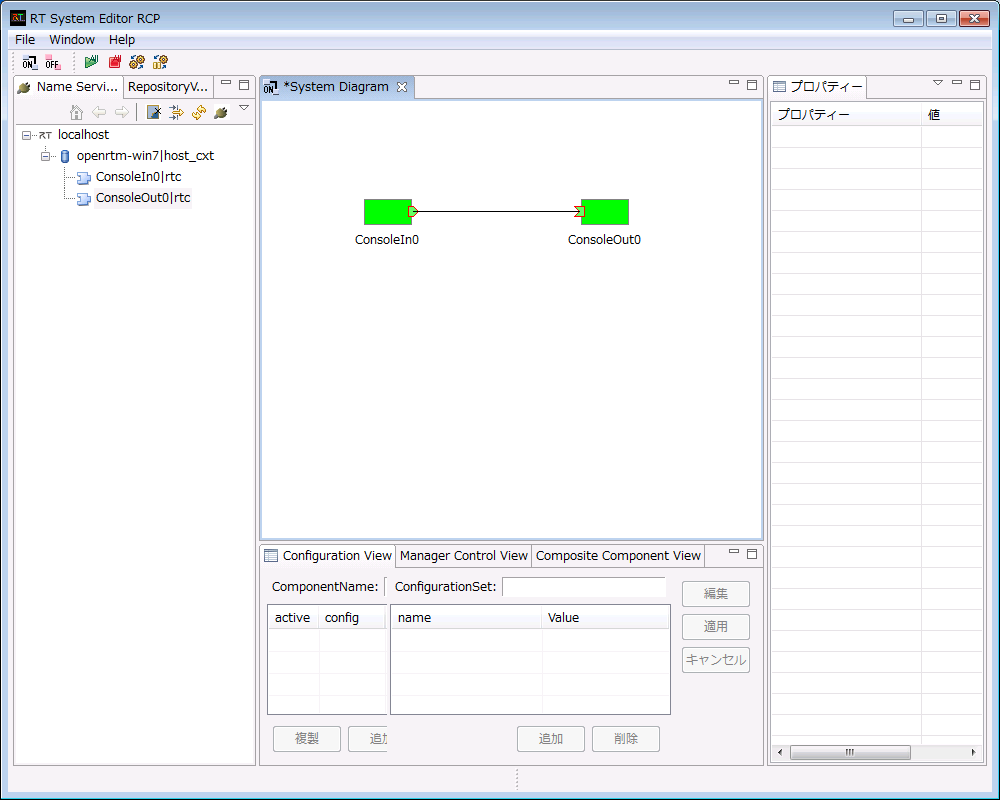 RT System Editor RCP
File Window Help
ON OFF
Name Servi... RepositoryV...
RT localhost
openrtm-win7|host_cxt
ConsoleIn0|rtc
ConsoleOut0|rtc
ON *System Diagram
ConsoleIn0 ConsoleOut0
Configuration View Manager Control View Composite Component View
ComponentName: ConfigurationSet:
active config name Value
編集
適用
キャンセル
複製 追加 削除
プロパティー
プロパティー 値